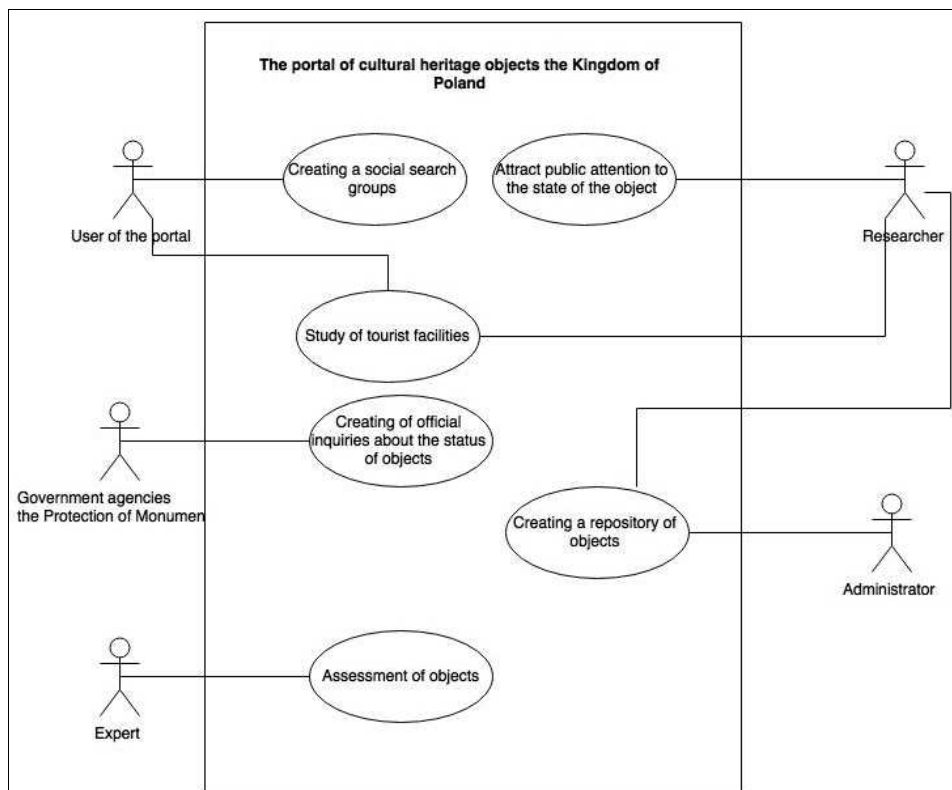 The portal of cultural heritage objects the Kingdom of
Poland
Creating a social search
groups
Attract public attention to
the state of the object
User of the portal
Researcher
Study of tourist facilities
Creating of official
inquiries about the status
of objects
Government agencies
the Protection of Monumen
Creating a repository of
objects
Administrator
Assessment of objects
Expert